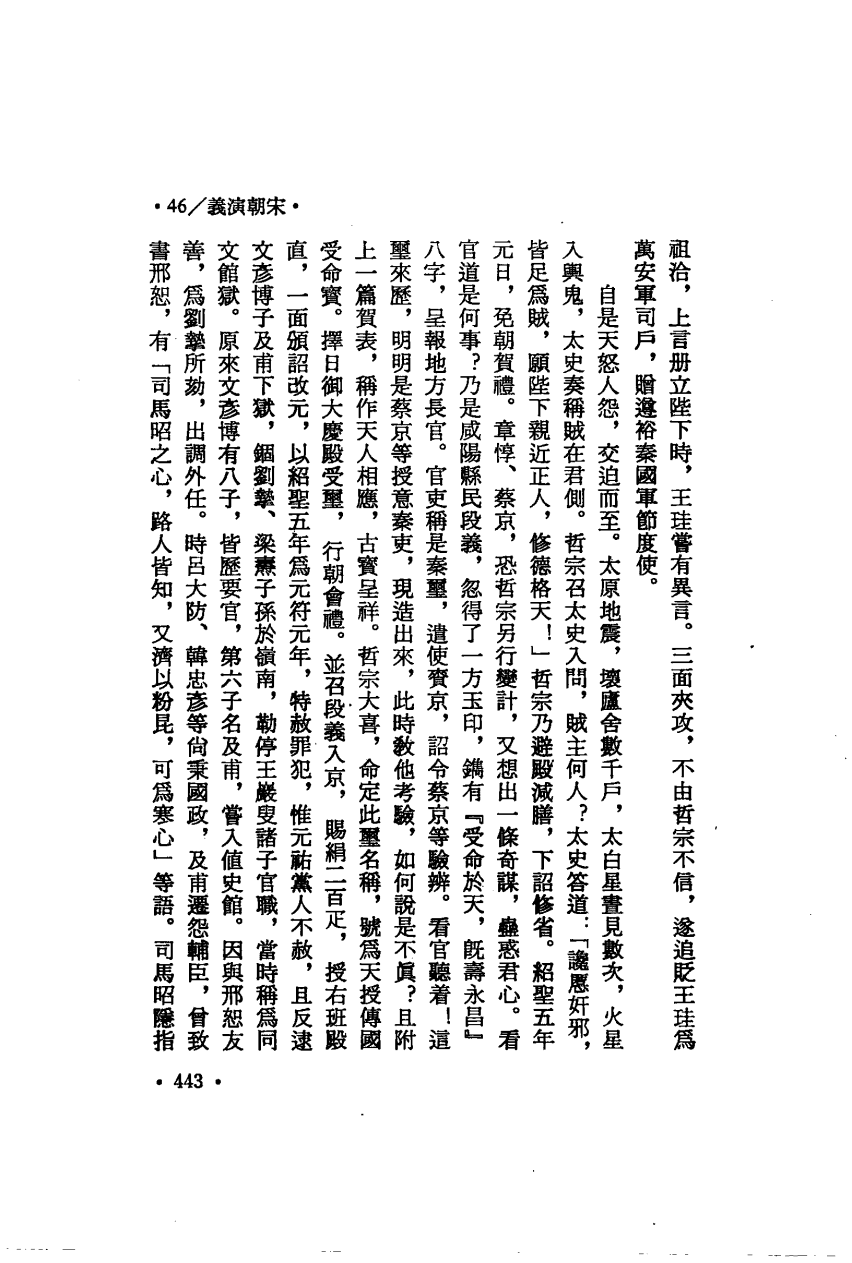 •46／義演朝宋•
祖洽，上言册立陛下時，王珪嘗有異言。三面夾攻，不由哲宗不信，遂追貶王珪爲
萬安軍司戶，贈遵裕秦國軍節度使。
自是天怒人怨，交迫而至。太原地震，壞廬舍數千戶，太白星晝見數次，火星
入輿鬼，太史奏稱賊在君側。哲宗召太史入問，賊主何人？太史答道：「讒慝奸邪，
皆足爲賊，願陛下親近正人，修德格天！」哲宗乃避殿減膳，下詔修省。紹聖五年
元日，免朝賀禮。章惇、蔡京，恐哲宗另行變計，又想出一條奇謀，蠱惑君心。看
官道是何事？乃是咸陽縣民段義，忽得了一方玉印，鐫有『受命於天，旣壽永昌』
八字，呈報地方長官。官吏稱是秦璽，遣使賫京，詔令蔡京等驗辨。看官聽着！這
璽來歷，明明是蔡京等授意秦吏，現造出來，此時敎他考驗，如何說是不眞？且附
上一篇賀表，稱作天人相應，古寶呈祥。哲宗大喜，命定此璽名稱，號爲天授傳國
受命寶。擇日御大慶殿受璽，行朝會禮。並召段義入京，賜絹二百疋，授右班殿
直，一面頒詔改元，以紹聖五年爲元符元年，特赦罪犯，惟元祐黨人不赦，且反逮
文彥博子及甫下獄，錮劉摯、梁燾子孫於嶺南，勒停王巖叟諸子官職，當時稱爲同
文館獄。原來文彥博有八子，皆歷要官，第六子名及甫，嘗入値史館。因與邢恕友
善，爲劉摯所劾，出調外任。時呂大防、韓忠彥等尙秉國政，及甫遷怨輔臣，曾致
書邢恕，有「司馬昭之心，路人皆知，又濟以粉昆，可爲寒心」等語。司馬昭隱指
•443•